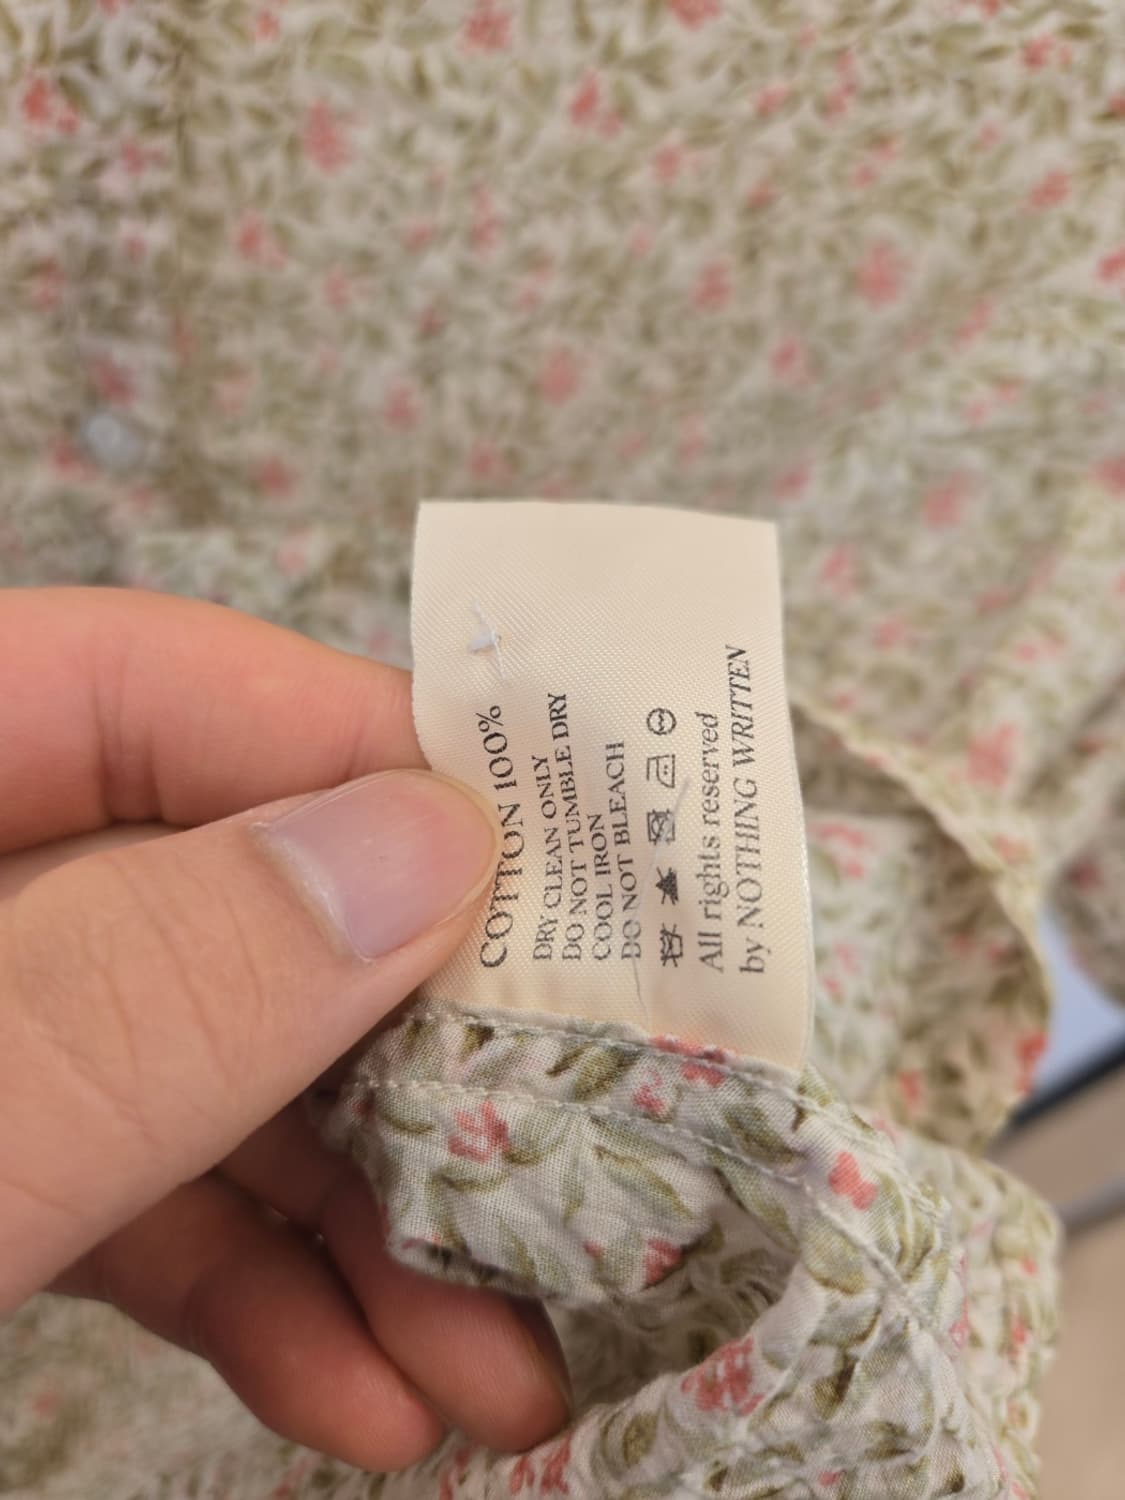 COTTON 100%
DRY CLEAN ONLY
DO NOT TUMBLE DRY
COOL IRON
DO NOT BLEACH
All rights reserved
by NOTHING WRITTEN